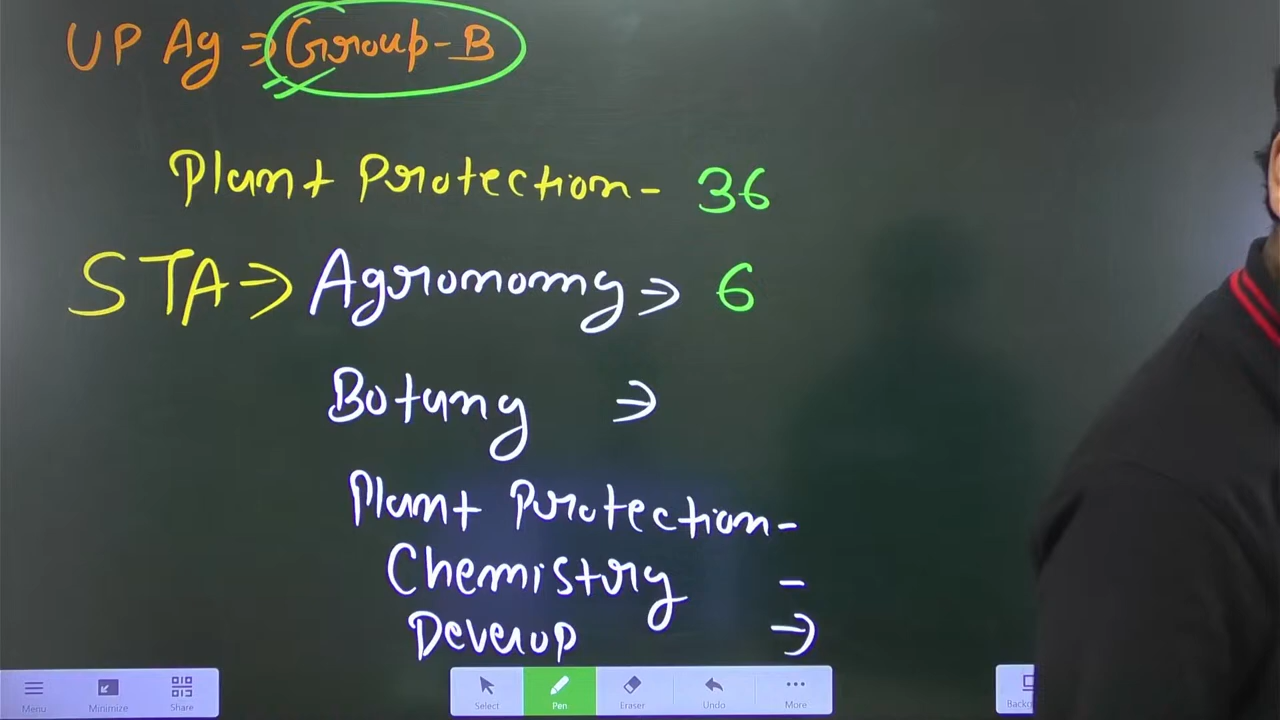 UP Ag ⇒ Group-B
Plant Protection - 36
STA ⇒ Agronomy ⇒ 6
Botany ⇒
Plant Protection -
Chemistry -
Develop →
Menu Minimize Share Select Pen Eraser Undo More Backg